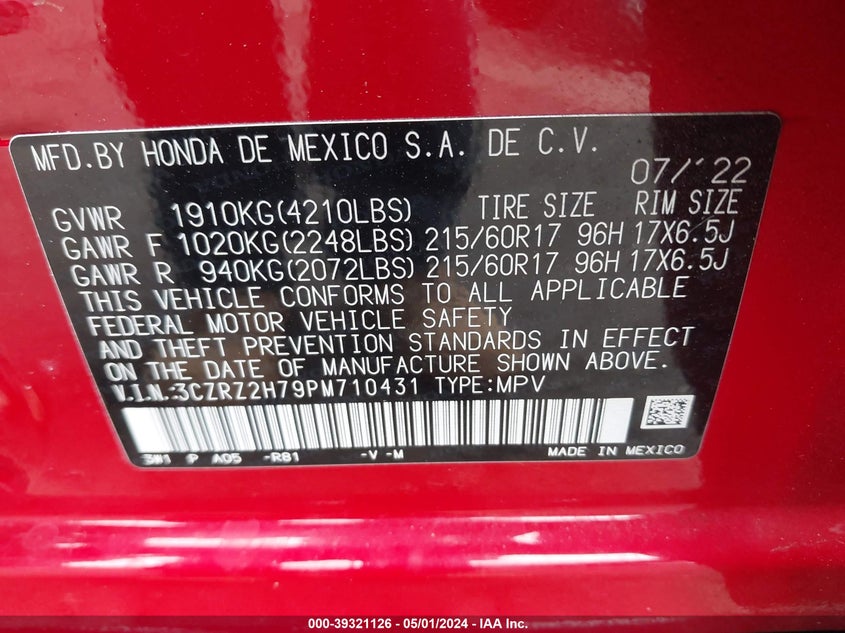 MFD.BY HONDA DE MEXICO S.A. DE C.V.
07/'22
GVWR 1910KG(4210LBS) TIRE SIZE RIM SIZE
GAWR F 1020KG(2248LBS) 215/60R17 96H 17X6.5J
GAWR R 940KG(2072LBS) 215/60R17 96H 17X6.5J
THIS VEHICLE CONFORMS TO ALL APPLICABLE
FEDERAL MOTOR VEHICLE SAFETY
AND THEFT PREVENTION STANDARDS IN EFFECT
ON THE DATE OF MANUFACTURE SHOWN ABOVE.
V.I.N.:3CZRZ2H79PM710431 TYPE:MPV
3W1 P A05 -R81 -V -M MADE IN MEXICO
000-39321126 - 05/01/2024 - IAA Inc.